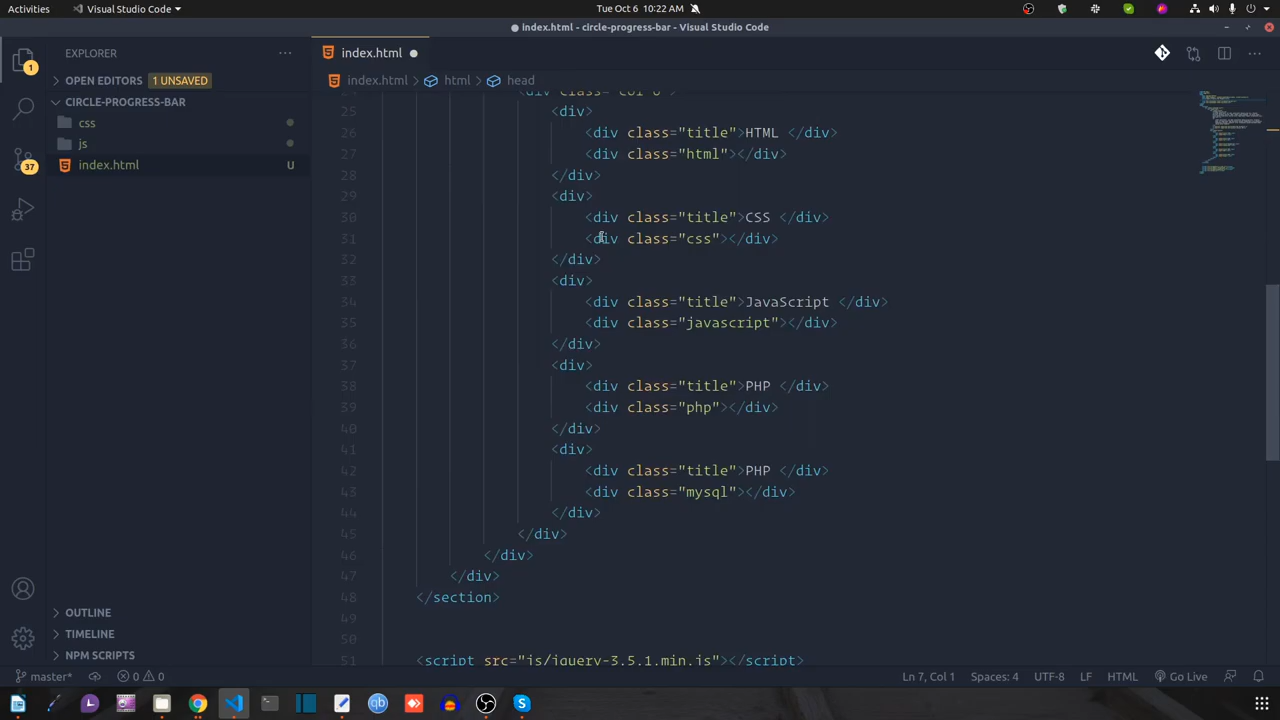 Activities
Visual Studio Code
Tue Oct 6 10:22 AM
index.html - circle-progress-bar - Visual Studio Code
EXPLORER
index.html
OPEN EDITORS 1 UNSAVED
index.html html head
CIRCLE-PROGRESS-BAR
css
js
index.html U
1
37
25 <div>
26 <div class="title">HTML </div>
27 <div class="html"></div>
28 </div>
29 <div>
30 <div class="title">CSS </div>
31 <div class="css"></div>
32 </div>
33 <div>
34 <div class="title">JavaScript </div>
35 <div class="javascript"></div>
36 </div>
37 <div>
38 <div class="title">PHP </div>
39 <div class="php"></div>
40 </div>
41 <div>
42 <div class="title">PHP </div>
43 <div class="mysql"></div>
44 </div>
45 </div>
46 </div>
47 </div>
48 </section>
49
50
51 <script src="js/jquery-3.5.1.min.js"></script>
OUTLINE
TIMELINE
NPM SCRIPTS
master* 0 0 Ln 7, Col 1 Spaces: 4 UTF-8 LF HTML Go Live